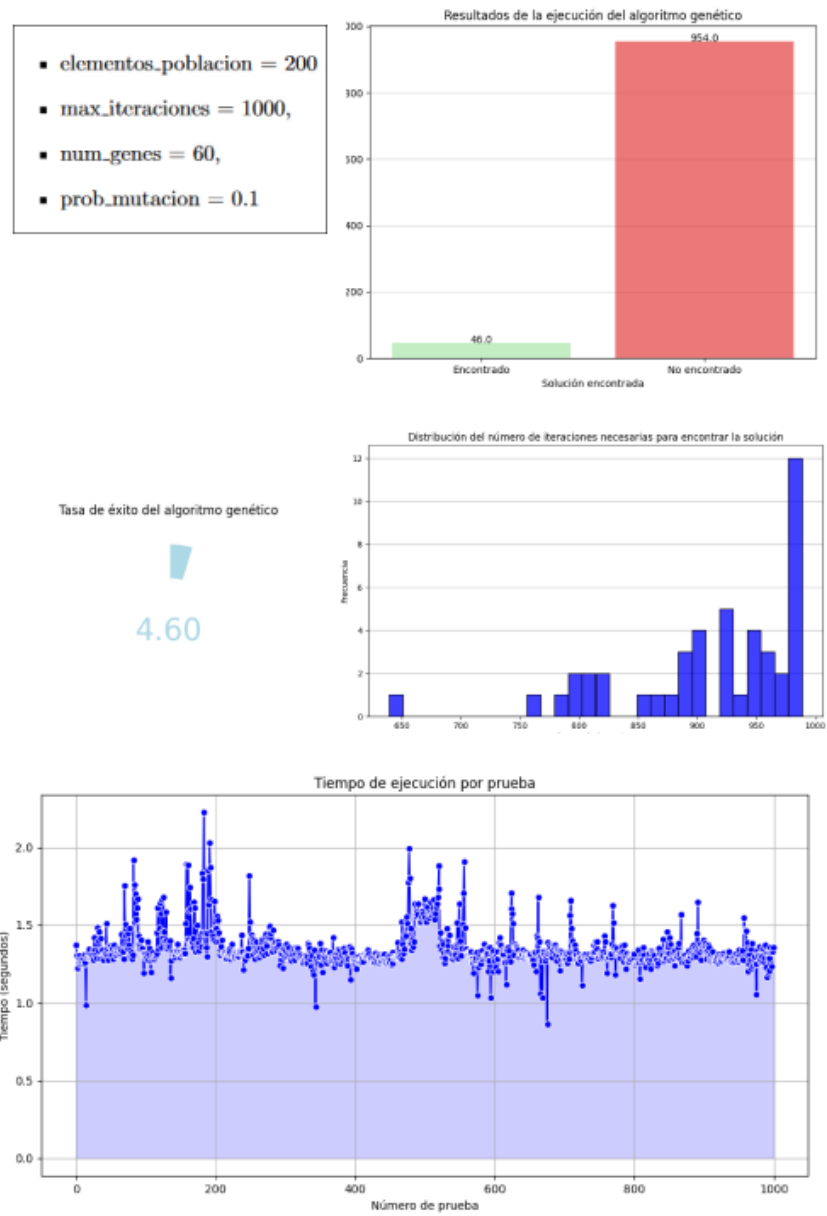 ▪ elementos_poblacion = 200
▪ max_iteraciones = 1000,
▪ num_genes = 60,
▪ prob_mutacion = 0.1
Resultados de la ejecución del algoritmo genético
000
800
600
400
200
0
954.0
46.0
Encontrado No encontrado
Solución encontrada
Tasa de éxito del algoritmo genético
4.60
Distribución del número de iteraciones necesarias para encontrar la solución
Frecuencia
12
10
8
6
4
2
0
650 700 750 800 850 900 950 1000
Tiempo de ejecución por prueba
Tiempo (segundos)
2.0
1.5
1.0
0.5
0.0
0 200 400 600 800 1000
Número de prueba